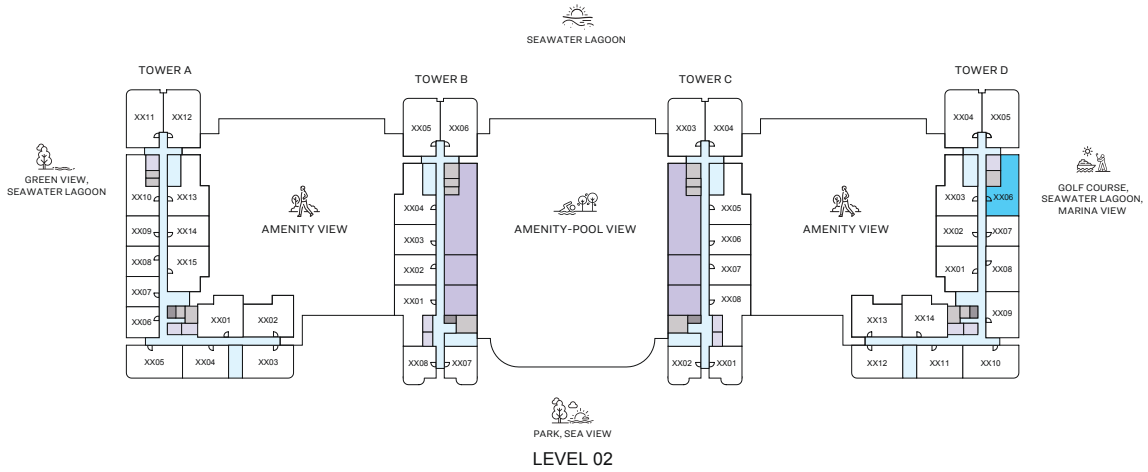 SEAWATER LAGOON
TOWER A
TOWER B
TOWER C
TOWER D
XX11
XX12
XX05
XX06
XX03
XX04
XX04
XX05
GREEN VIEW,
SEAWATER LAGOON
GOLF COURSE,
SEAWATER LAGOON,
MARINA VIEW
XX10
XX13
XX04
XX05
XX03
XX06
AMENITY VIEW
AMENITY-POOL VIEW
AMENITY VIEW
XX09
XX14
XX03
XX06
XX02
XX07
XX08
XX15
XX02
XX07
XX01
XX08
XX07
XX01
XX08
XX06
XX01
XX02
XX13
XX14
XX09
XX05
XX04
XX03
XX08
XX07
XX02
XX01
XX12
XX11
XX10
PARK, SEA VIEW
LEVEL 02